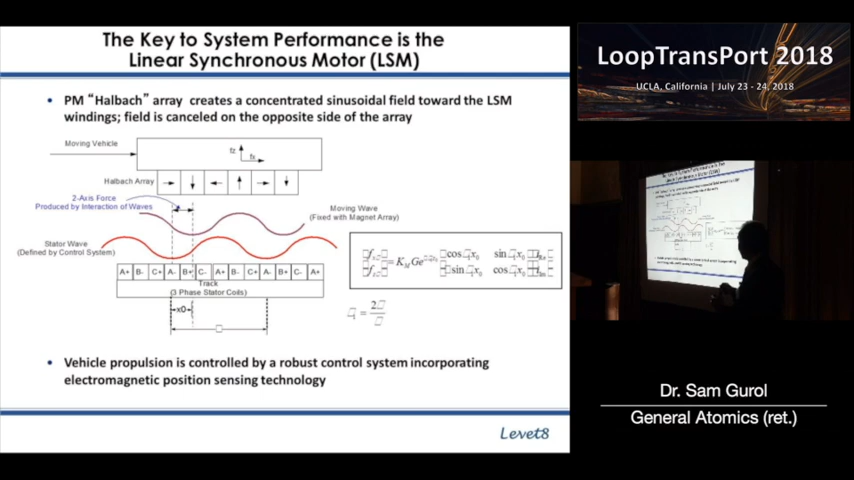 The Key to System Performance is the
Linear Synchronous Motor (LSM)
• PM “Halbach” array creates a concentrated sinusoidal field toward the LSM
windings; field is canceled on the opposite side of the array
Moving Vehicle
fz
fx
Halbach Array
2-Axis Force
Produced by Interaction of Waves
Moving Wave
(Fixed with Magnet Array)
Stator Wave
(Defined by Control System)
A+ B- C+ A- B+ C- A+ B- C+ A- B+ C- A+
Track
(3 Phase Stator Coils)
x0
• Vehicle propulsion is controlled by a robust control system incorporating
electromagnetic position sensing technology
Levet8
LoopTransPort 2018
UCLA, California | July 23 - 24, 2018
Dr. Sam Gurol
General Atomics (ret.)